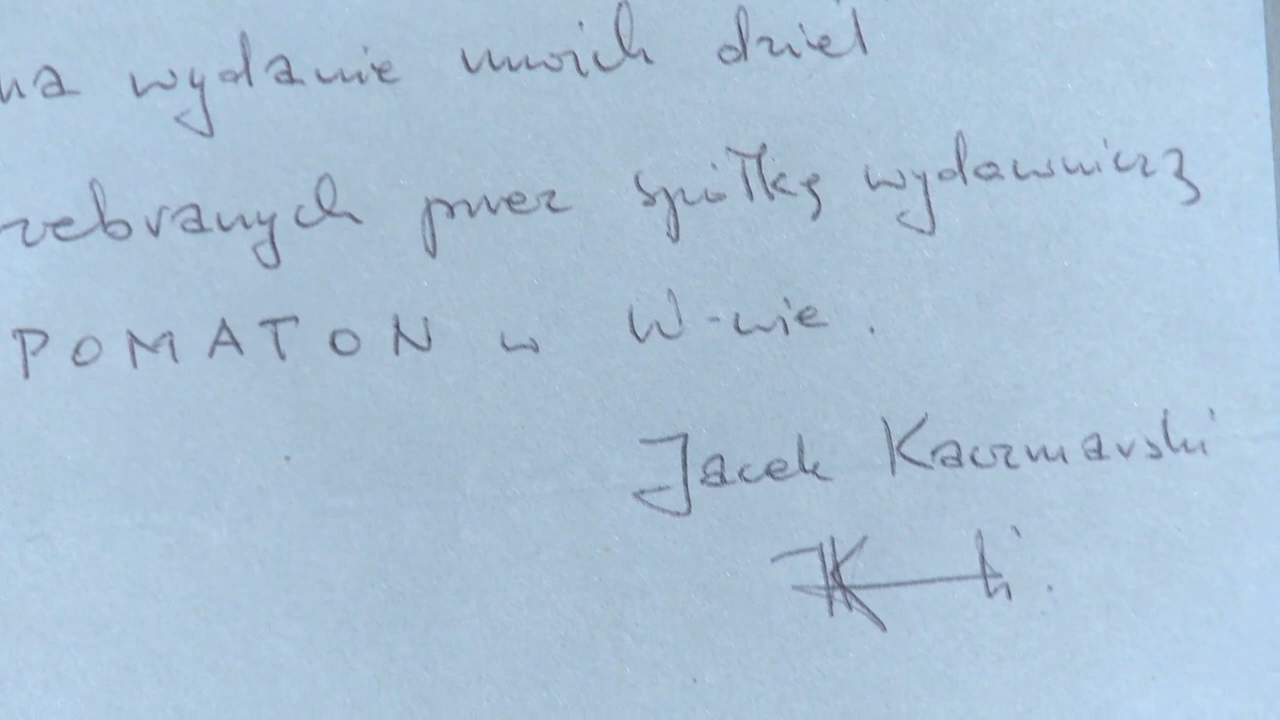 na wydanie moich dzieł
zebranych przez spółkę wydawniczą
POMATON w W-wie.
Jacek Kaczmarski